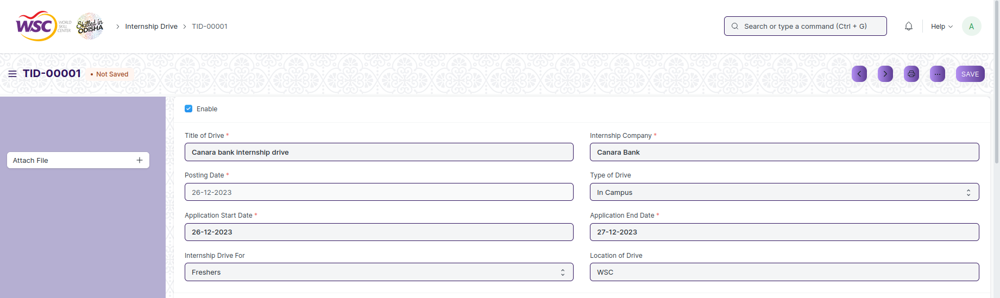 WSC WORLD SKILL CENTER
Skilled in ODISHA
Internship Drive
TID-00001
Search or type a command (Ctrl + G)
Help
A
TID-00001
Not Saved
SAVE
Attach File
Enable
Title of Drive *
Canara bank internship drive
Internship Company *
Canara Bank
Posting Date *
26-12-2023
Type of Drive
In Campus
Application Start Date *
26-12-2023
Application End Date *
27-12-2023
Internship Drive For
Freshers
Location of Drive
WSC